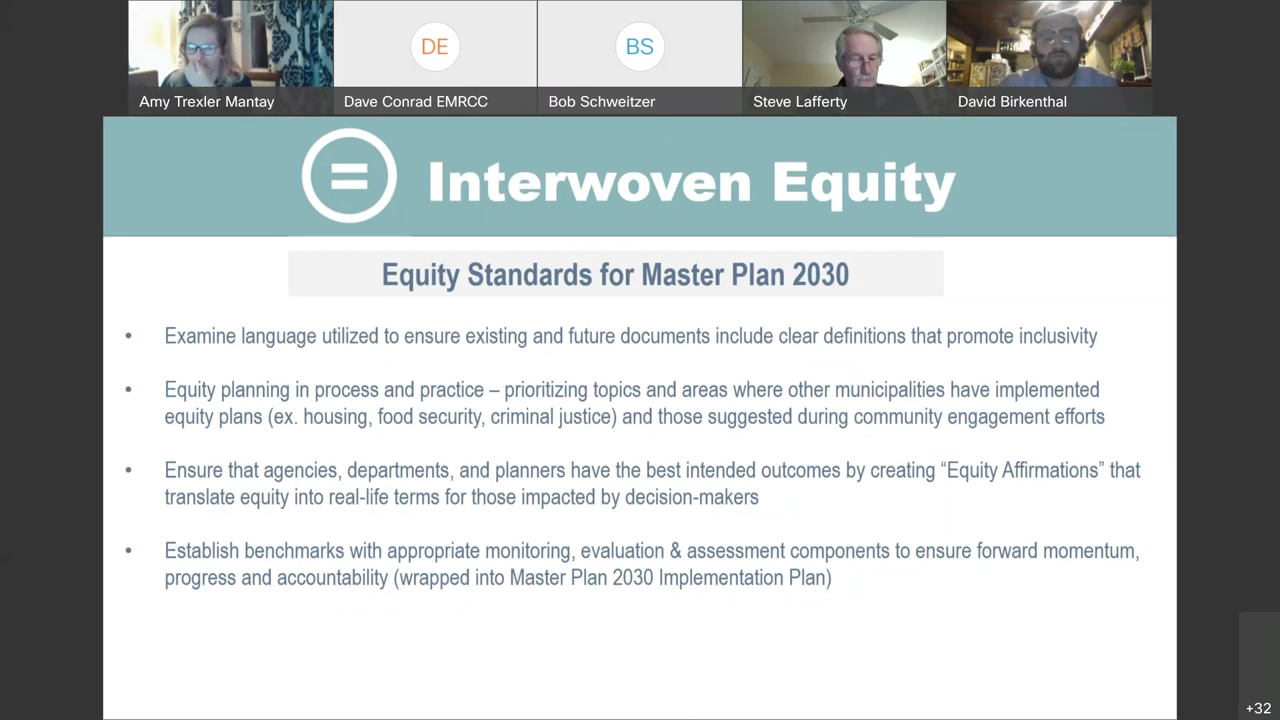 DE
BS
Amy Trexler Mantay
Dave Conrad EMRCC
Bob Schweitzer
Steve Lafferty
David Birkenthal
= Interwoven Equity
Equity Standards for Master Plan 2030
• Examine language utilized to ensure existing and future documents include clear definitions that promote inclusivity
• Equity planning in process and practice – prioritizing topics and areas where other municipalities have implemented
equity plans (ex. housing, food security, criminal justice) and those suggested during community engagement efforts
• Ensure that agencies, departments, and planners have the best intended outcomes by creating “Equity Affirmations” that
translate equity into real-life terms for those impacted by decision-makers
• Establish benchmarks with appropriate monitoring, evaluation & assessment components to ensure forward momentum,
progress and accountability (wrapped into Master Plan 2030 Implementation Plan)
+32